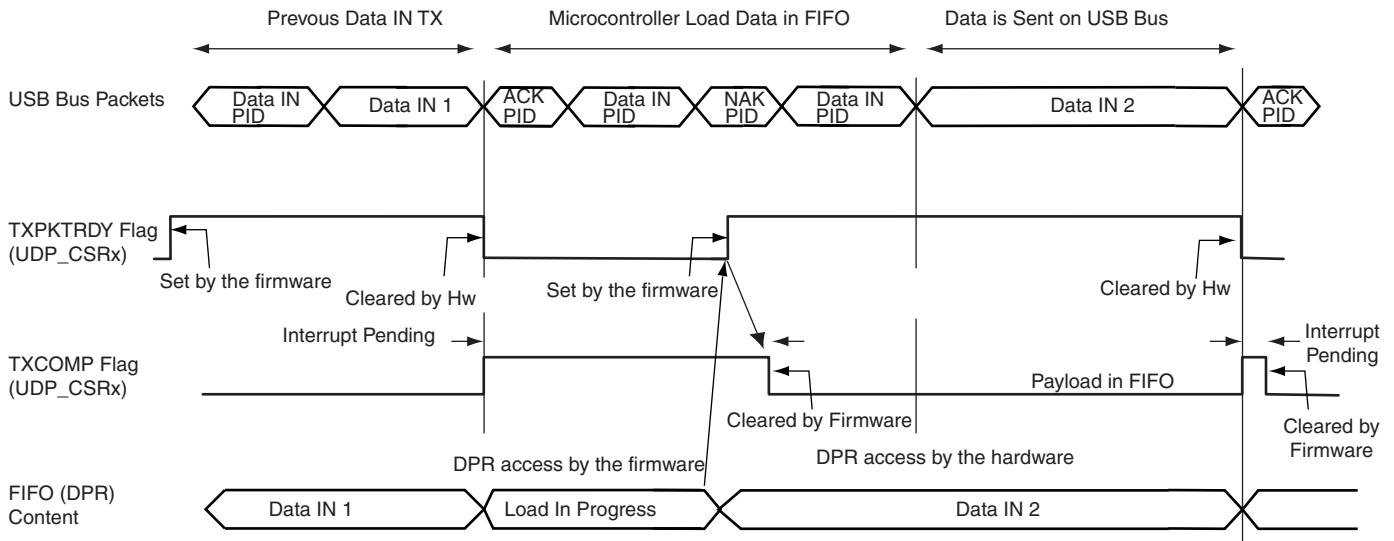 Prevous Data IN TX
Microcontroller Load Data in FIFO
Data is Sent on USB Bus
USB Bus Packets
Data IN
PID
Data IN 1
ACK
PID
Data IN
PID
NAK
PID
Data IN
PID
Data IN 2
ACK
PID
TXPKTRDY Flag
(UDP_CSRx)
Set by the firmware
Cleared by Hw
Set by the firmware
Cleared by Hw
Interrupt Pending
Interrupt
Pending
TXCOMP Flag
(UDP_CSRx)
Payload in FIFO
Cleared by Firmware
Cleared by
Firmware
DPR access by the firmware
DPR access by the hardware
FIFO (DPR)
Content
Data IN 1
Load In Progress
Data IN 2